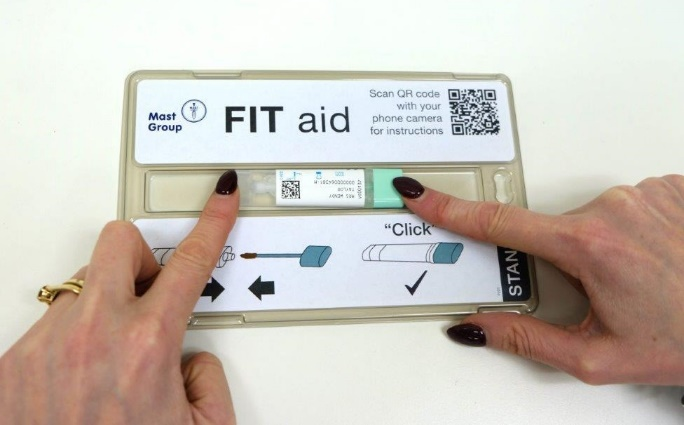 Mast
Group
FIT aid
Scan QR code
with your
phone camera
for instructions
"Click"
STAN